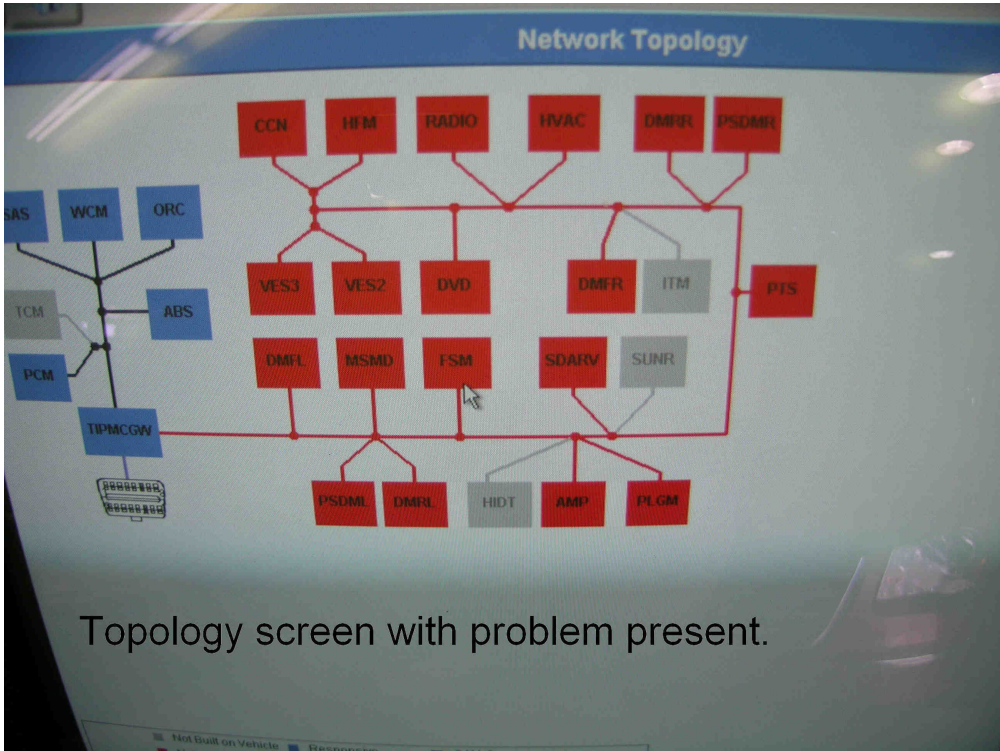 Network Topology
CCN HFM RADIO HVAC DMRR PSDMR
SAS WCM ORC
VES3 VES2 DVD DMFR ITM PTS
TCM ABS
DMFL MSMD FSM SDARV SUNR
PCM
TIPMCGW
PSDML DMRL HIDT AMP PLGM
Topology screen with problem present.
Not Built on Vehicle